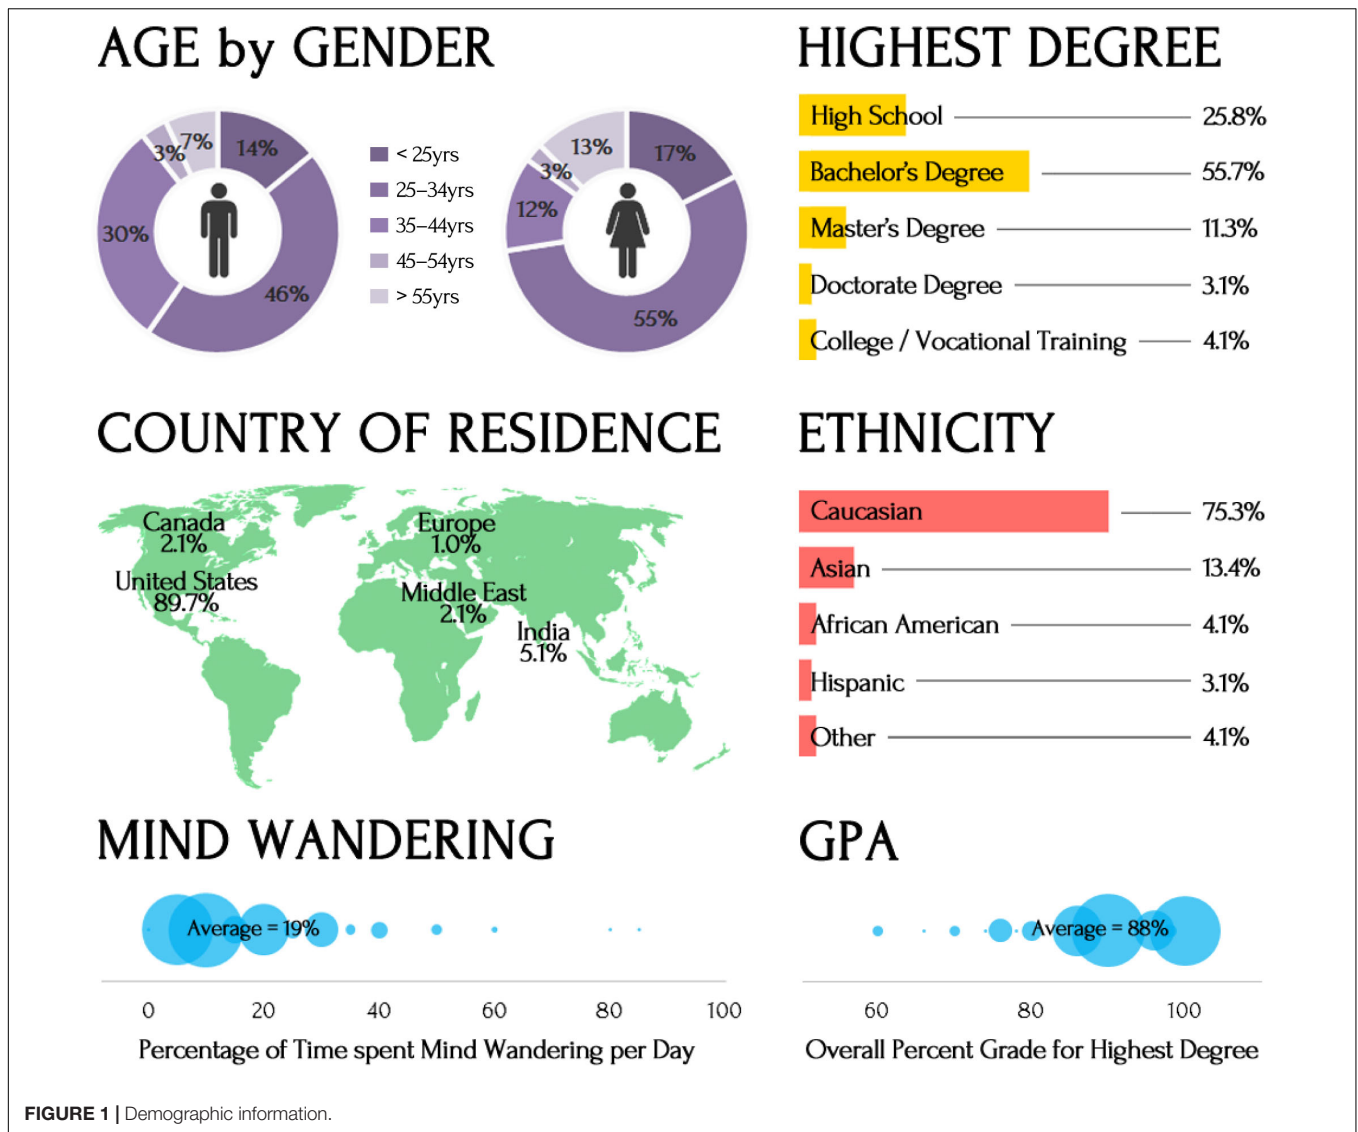 AGE by GENDER
14%
46%
30%
3%
7%
< 25yrs
25–34yrs
35–44yrs
45–54yrs
> 55yrs
17%
55%
12%
3%
13%
HIGHEST DEGREE
High School 25.8%
Bachelor's Degree 55.7%
Master's Degree 11.3%
Doctorate Degree 3.1%
College / Vocational Training 4.1%
COUNTRY OF RESIDENCE
Canada
2.1%
United States
89.7%
Europe
1.0%
Middle East
2.1%
India
5.1%
ETHNICITY
Caucasian 75.3%
Asian 13.4%
African American 4.1%
Hispanic 3.1%
Other 4.1%
MIND WANDERING
Average = 19%
0 20 40 60 80 100
Percentage of Time spent Mind Wandering per Day
GPA
Average = 88%
60 80 100
Overall Percent Grade for Highest Degree
FIGURE 1 | Demographic information.